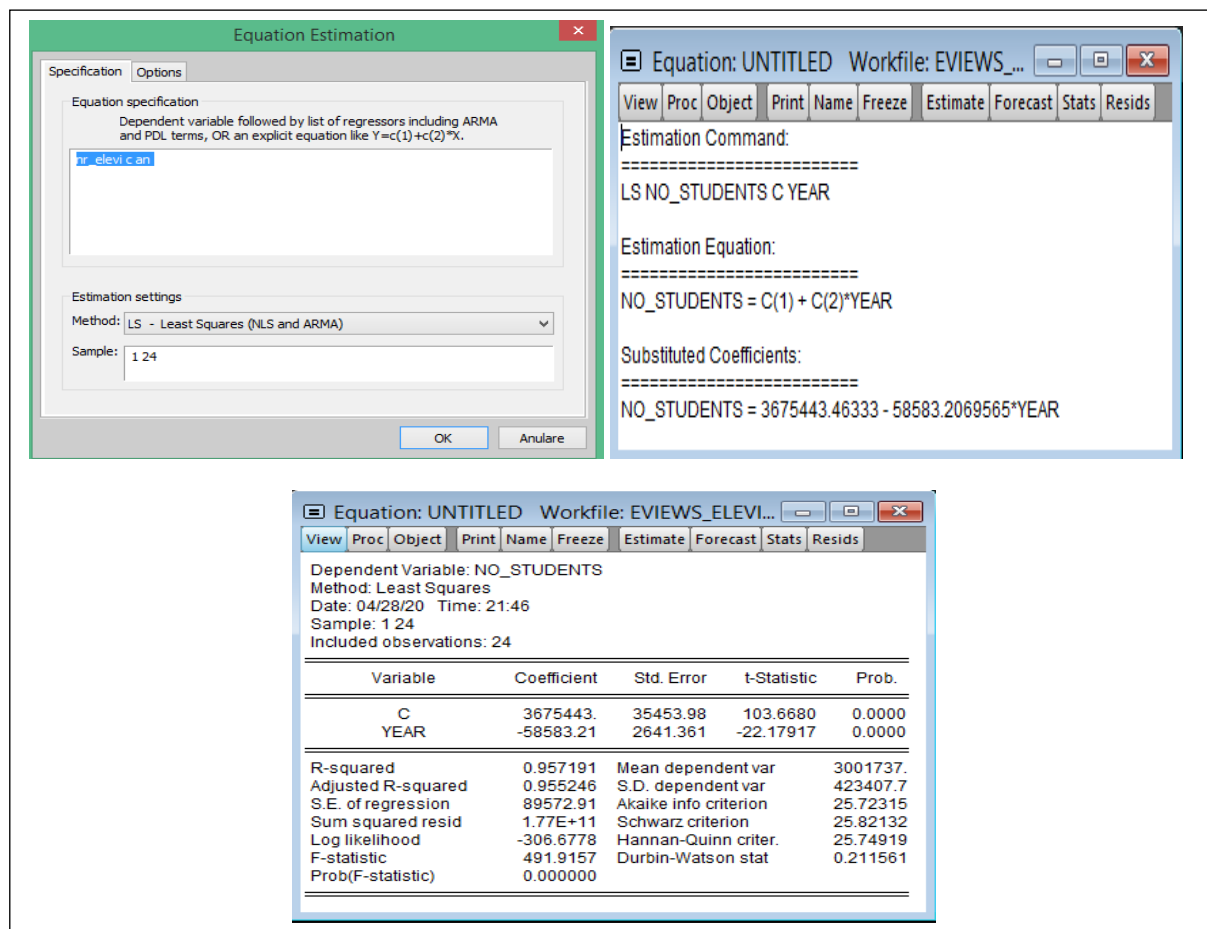 Equation Estimation
Specification Options
Equation specification
Dependent variable followed by list of regressors including ARMA
and PDL terms, OR an explicit equation like Y=c(1)+c(2)*X.
nr_elevi c an
Estimation settings
Method: LS - Least Squares (NLS and ARMA)
Sample: 1 24
OK Anulare
Equation: UNTITLED Workfile: EVIEWS_...
View Proc Object Print Name Freeze Estimate Forecast Stats Resids
Estimation Command:
=========================
LS NO_STUDENTS C YEAR
Estimation Equation:
=========================
NO_STUDENTS = C(1) + C(2)*YEAR
Substituted Coefficients:
=========================
NO_STUDENTS = 3675443.46333 - 58583.2069565*YEAR
Equation: UNTITLED Workfile: EVIEWS_ELEVI...
View Proc Object Print Name Freeze Estimate Forecast Stats Resids
Dependent Variable: NO_STUDENTS
Method: Least Squares
Date: 04/28/20 Time: 21:46
Sample: 1 24
Included observations: 24
Variable Coefficient Std. Error t-Statistic Prob.
C 3675443. 35453.98 103.6680 0.0000
YEAR -58583.21 2641.361 -22.17917 0.0000
R-squared 0.957191 Mean dependent var 3001737.
Adjusted R-squared 0.955246 S.D. dependent var 423407.7
S.E. of regression 89572.91 Akaike info criterion 25.72315
Sum squared resid 1.77E+11 Schwarz criterion 25.82132
Log likelihood -306.6778 Hannan-Quinn criter. 25.74919
F-statistic 491.9157 Durbin-Watson stat 0.211561
Prob(F-statistic) 0.000000